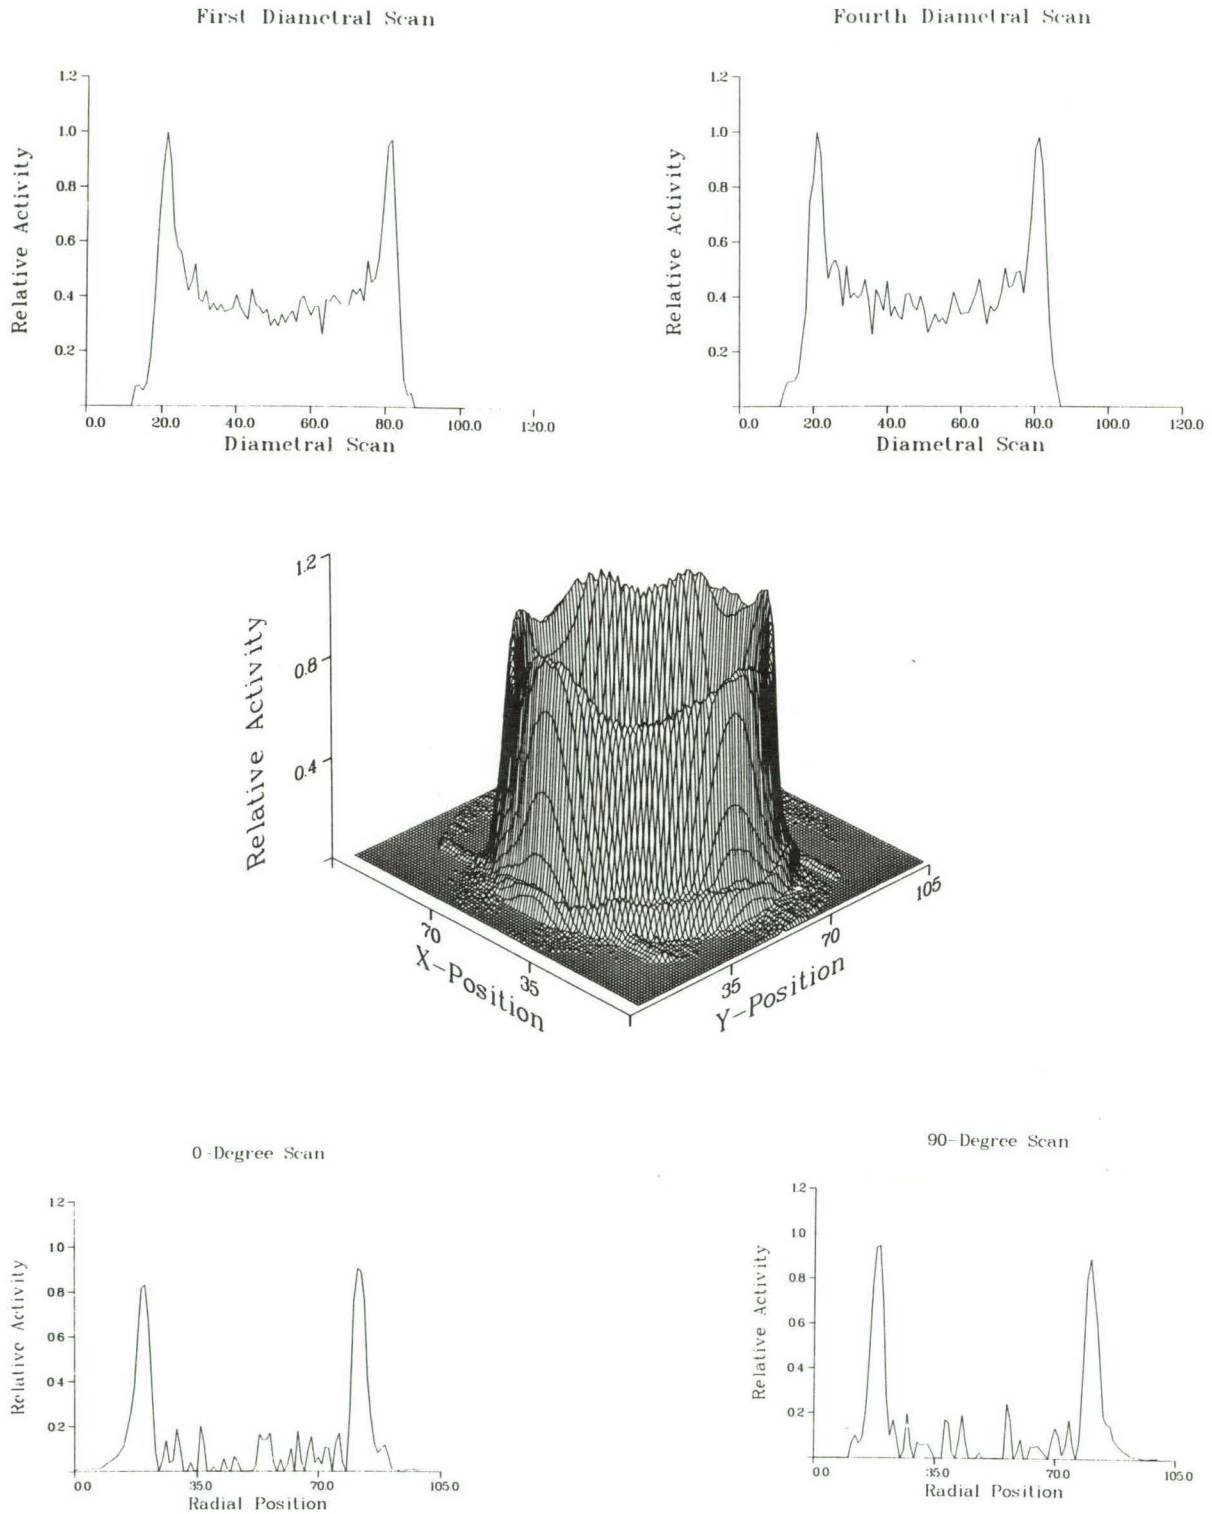 First Diametral Scan
Fourth Diametral Scan
1.2
1.0
0.8
0.6
0.4
0.2
Relative Activity
0.0 20.0 40.0 60.0 80.0 100.0 120.0
Diametral Scan
1.2
1.0
0.8
0.6
0.4
0.2
Relative Activity
0.0 20.0 40.0 60.0 80.0 100.0 120.0
Diametral Scan
1.2
0.8
0.4
Relative Activity
70
35
X-Position
35
70
105
Y-Position
0-Degree Scan
90-Degree Scan
1.2
1.0
0.8
0.6
0.4
0.2
Relative Activity
0.0 35.0 70.0 105.0
Radial Position
1.2
1.0
0.8
0.6
0.4
0.2
Relative Activity
0.0 35.0 70.0 105.0
Radial Position